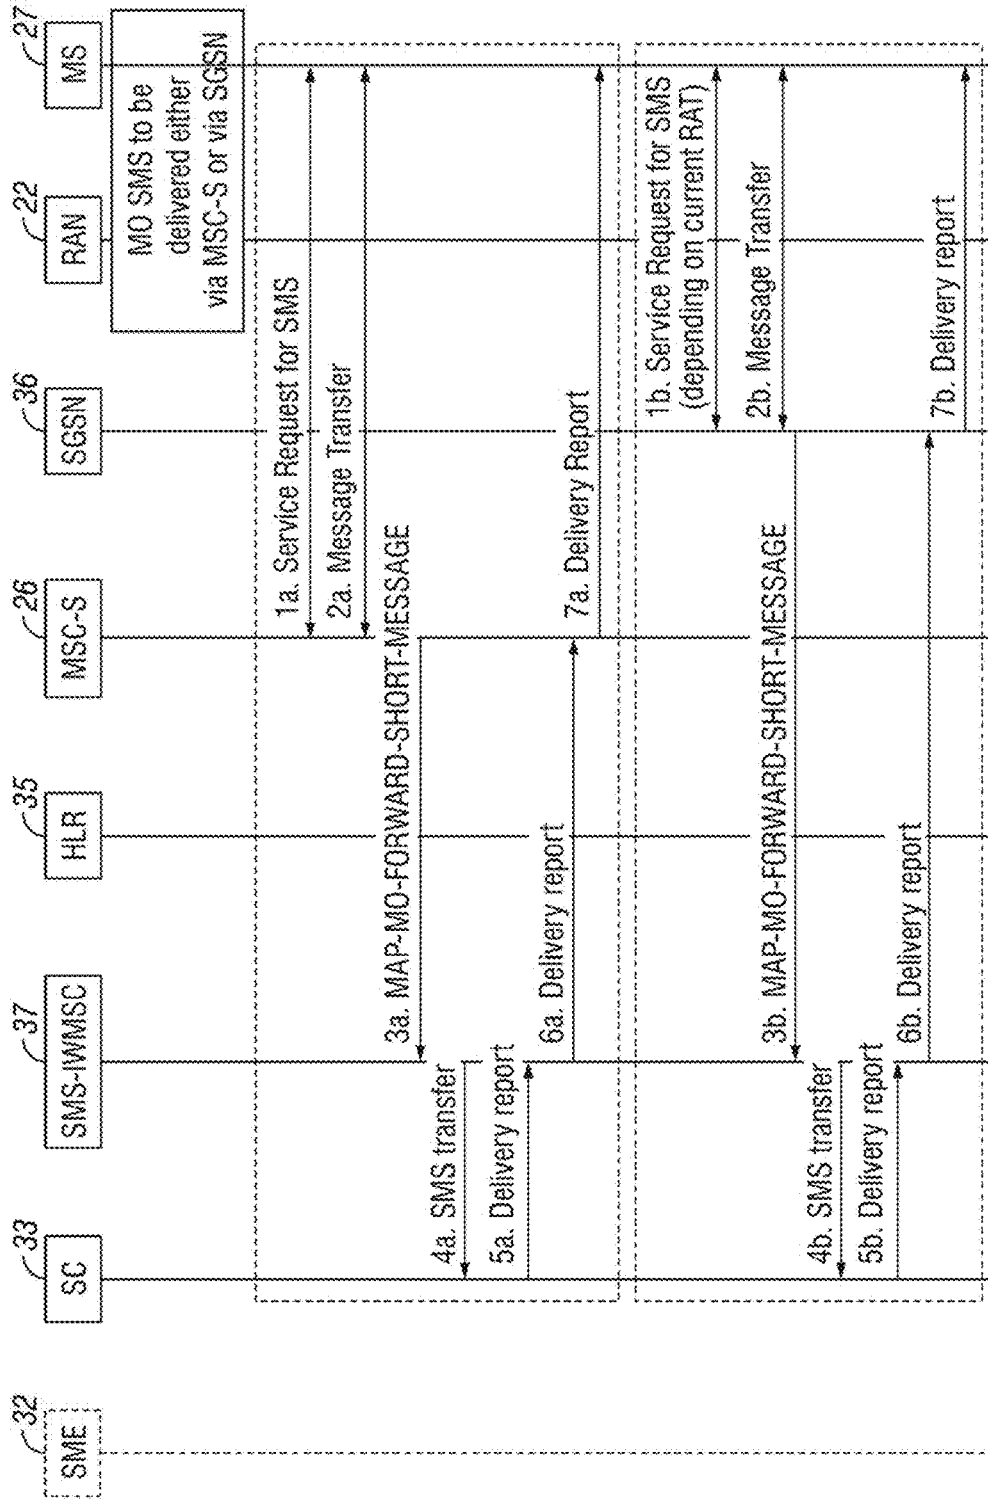 32
SME
33
SC
37
SMS-IWMSC
35
HLR
26
MSC-S
36
SGSN
22
RAN
27
MS
MO SMS to be
delivered either
via MSC-S or via SGSN
1a. Service Request for SMS
2a. Message Transfer
3a. MAP-MO-FORWARD-SHORT-MESSAGE
4a. SMS transfer
5a. Delivery report
6a. Delivery report
7a. Delivery Report
1b. Service Request for SMS
(depending on current RAT)
2b. Message Transfer
3b. MAP-MO-FORWARD-SHORT-MESSAGE
4b. SMS transfer
5b. Delivery report
6b. Delivery report
7b. Delivery report